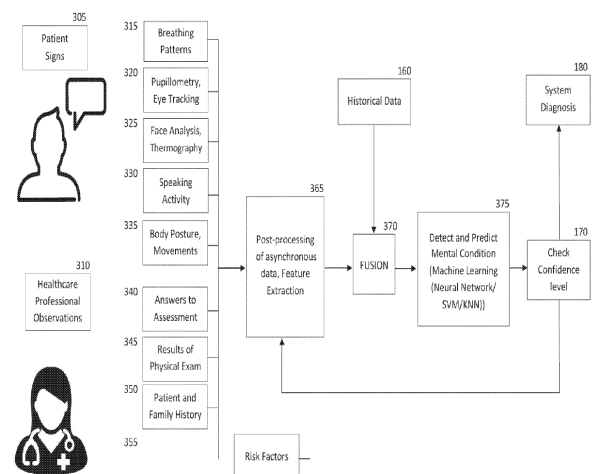 305
Patient
Signs
315
Breathing
Patterns
320
Pupillometry,
Eye Tracking
325
Face Analysis,
Thermography
330
Speaking
Activity
335
Body Posture,
Movements
310
Healthcare
Professional
Observations
340
Answers to
Assessment
345
Results of
Physical Exam
350
Patient and
Family History
355
Risk Factors
365
Post-processing
of asynchronous
data, Feature
Extraction
160
Historical Data
370
FUSION
375
Detect and Predict
Mental Condition
(Machine Learning
(Neural Network/
SVM/KNN))
180
System
Diagnosis
170
Check
Confidence
level